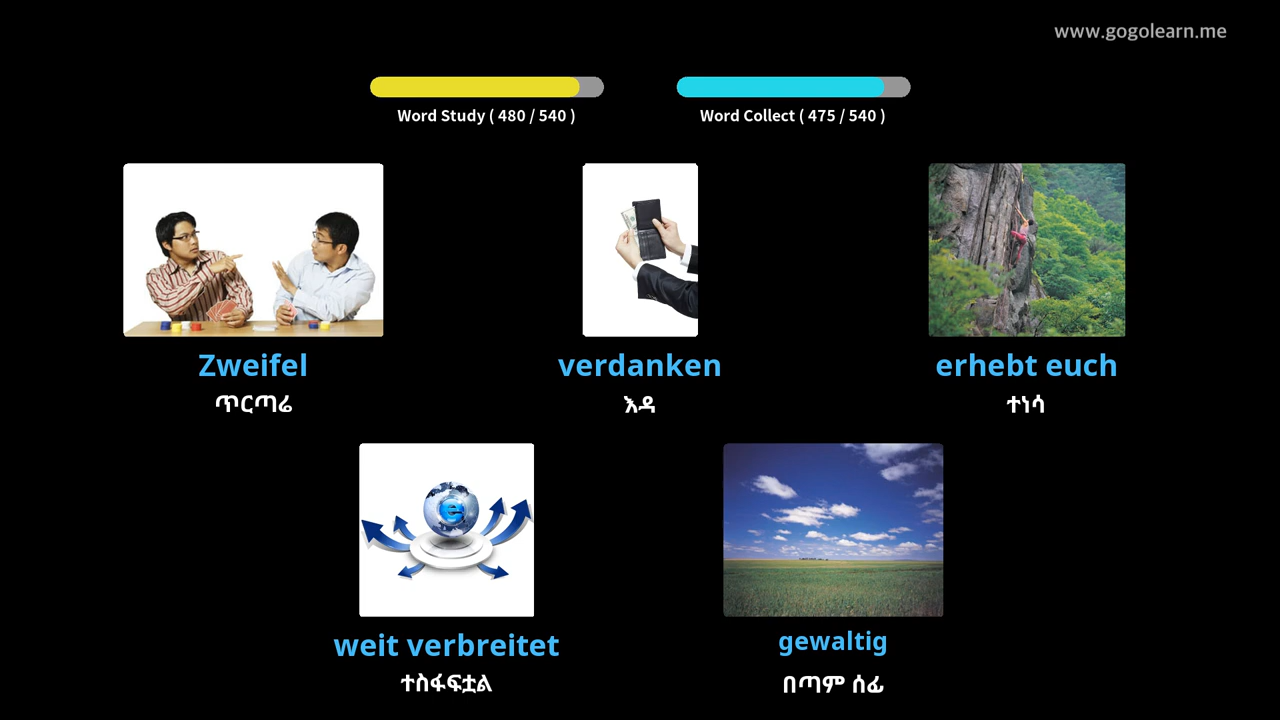 www.gogolearn.me
Word Study ( 480 / 540 )
Word Collect ( 475 / 540 )
Zweifel
ጥርጣሬ
verdanken
እዳ
erhebt euch
ተነሳ
e
weit verbreitet
ተስፋፍቷል
gewaltig
በጣም ሰፊ